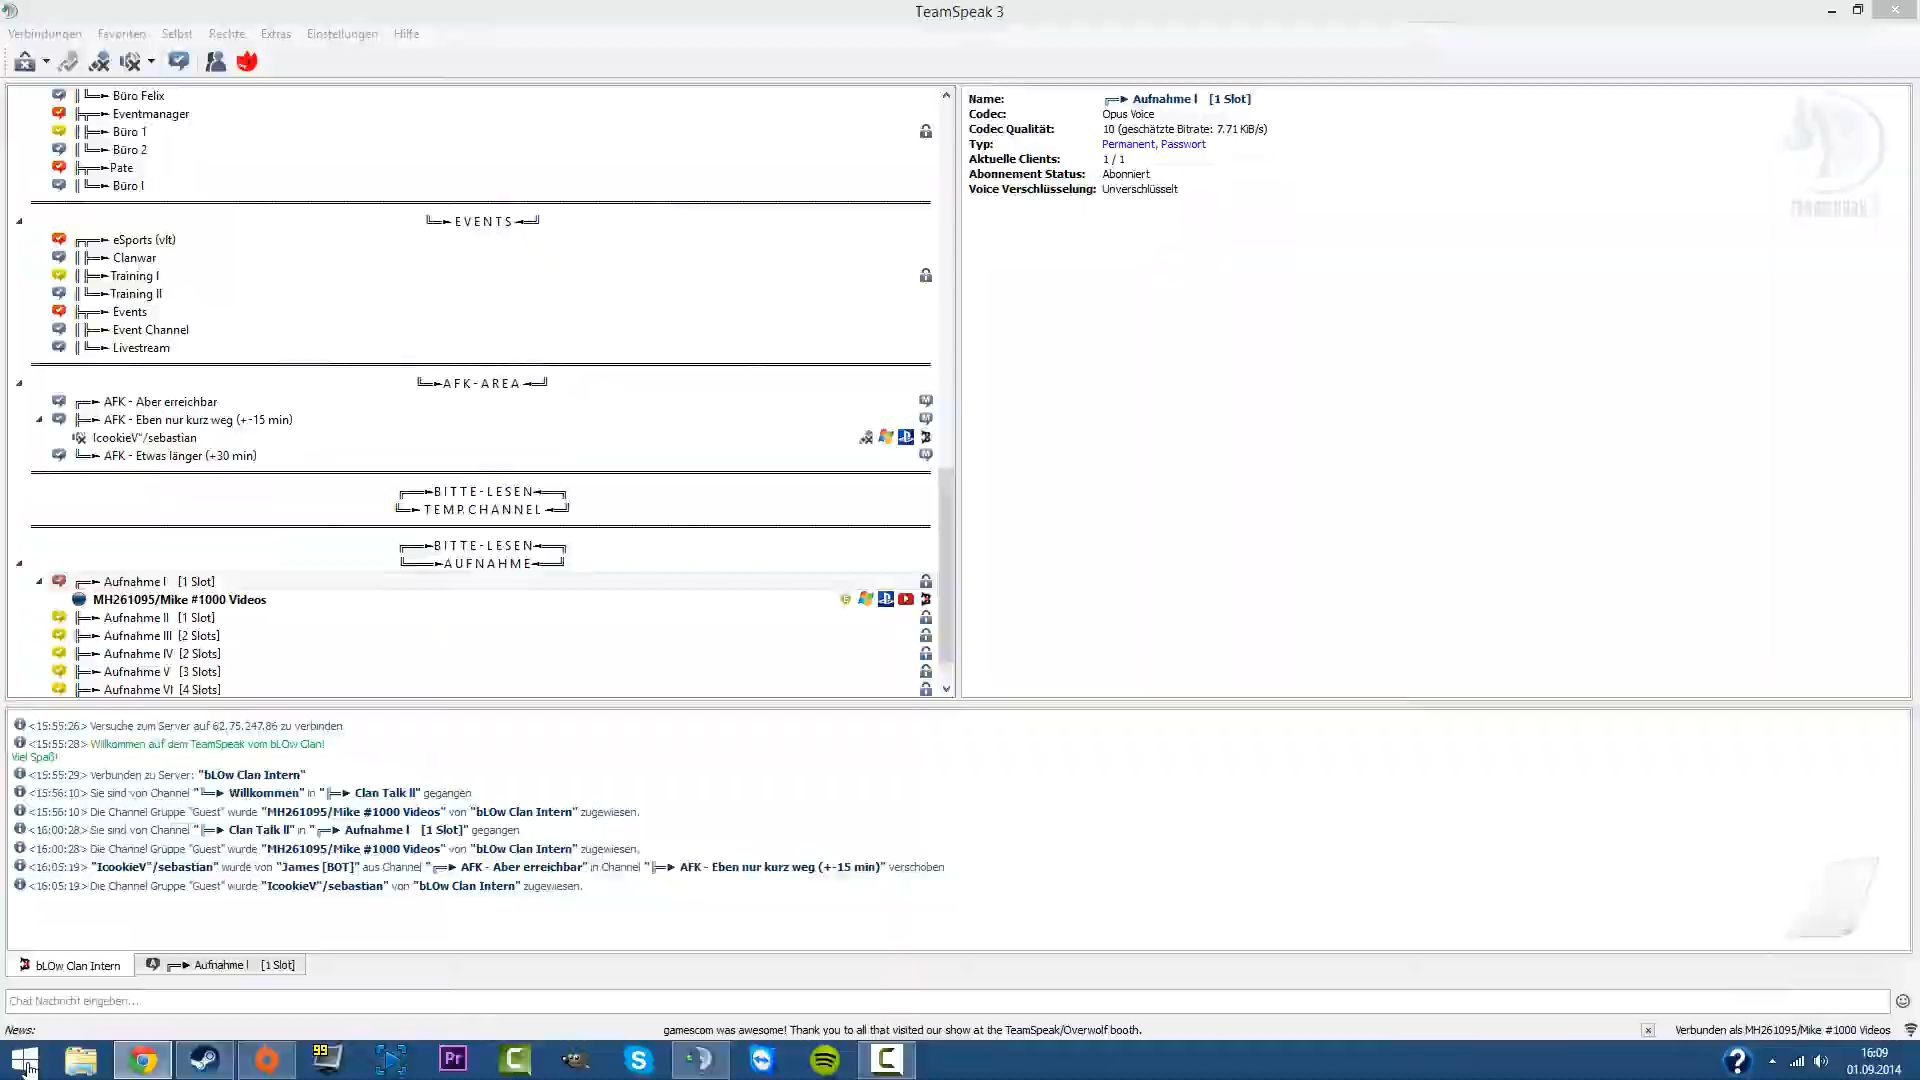 TeamSpeak 3
Verbindungen Favoriten Selbst Rechte Extras Einstellungen Hilfe
Büro Felix
Eventmanager
Büro 1
Büro 2
Pate
Büro I
EVENTS
eSports (vlt)
Clanwar
Training I
Training II
Events
Event Channel
Livestream
AFK-AREA
AFK - Aber erreichbar
AFK - Eben nur kurz weg (+-15 min)
IcookieV"/sebastian
AFK - Etwas länger (+30 min)
BITTE-LESEN
TEMP.CHANNEL
BITTE-LESEN
AUFNAHME
Aufnahme I [1 Slot]
MH261095/Mike #1000 Videos
Aufnahme II [1 Slot]
Aufnahme III [2 Slots]
Aufnahme IV [2 Slots]
Aufnahme V [3 Slots]
Aufnahme VI [4 Slots]
Name: ╔═► Aufnahme I [1 Slot]
Codec: Opus Voice
Codec Qualität: 10 (geschätzte Bitrate: 7.71 KiB/s)
Typ: Permanent, Passwort
Aktuelle Clients: 1 / 1
Abonnement Status: Abonniert
Voice Verschlüsselung: Unverschlüsselt
<15:55:26> Versuche zum Server auf 62.75.247.86 zu verbinden
<15:55:28> Willkommen auf dem TeamSpeak vom bLOw Clan!
Viel Spaß!
<15:55:29> Verbunden zu Server: "bLOw Clan Intern"
<15:56:10> Sie sind von Channel "╚═► Willkommen" in "╠═► Clan Talk II" gegangen
<15:56:10> Die Channel Gruppe "Guest" wurde "MH261095/Mike #1000 Videos" von "bLOw Clan Intern" zugewiesen.
<16:00:28> Sie sind von Channel "╠═► Clan Talk II" in "╔═► Aufnahme I [1 Slot]" gegangen
<16:00:28> Die Channel Gruppe "Guest" wurde "MH261095/Mike #1000 Videos" von "bLOw Clan Intern" zugewiesen.
<16:05:19> "IcookieV"/sebastian" wurde von "James [BOT]" aus Channel "╔═► AFK - Aber erreichbar" in Channel "╠═► AFK - Eben nur kurz weg (+-15 min)" verschoben
<16:05:19> Die Channel Gruppe "Guest" wurde "IcookieV"/sebastian" von "bLOw Clan Intern" zugewiesen.
bLOw Clan Intern ╔═► Aufnahme I [1 Slot]
Chat Nachricht eingeben...
News: gamescom was awesome! Thank you to all that visited our show at the TeamSpeak/Overwolf booth. Verbunden als MH261095/Mike #1000 Videos
99 Pr
16:09
01.09.2014